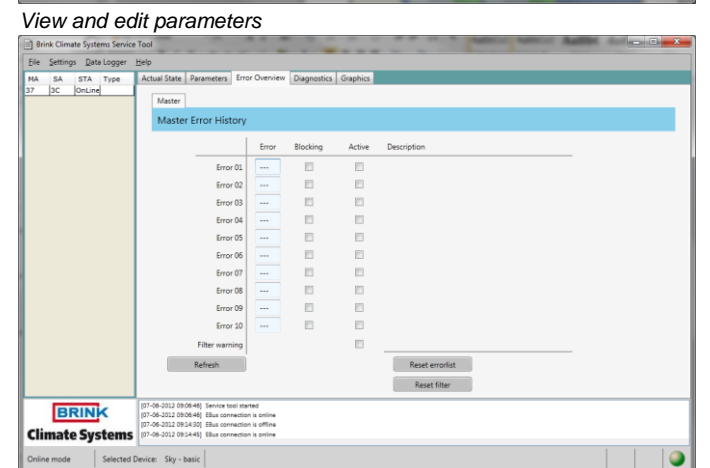 View and edit parameters
Brink Climate Systems Service Tool
File Settings Data Logger Help
MA SA STA Type
37 3C OnLine
Actual State Parameters Error Overview Diagnostics Graphics
Master
Master Error History
Error Blocking Active Description
Error 01 ---
Error 02 ---
Error 03 ---
Error 04 ---
Error 05 ---
Error 06 ---
Error 07 ---
Error 08 ---
Error 09 ---
Error 10 ---
Filter warning
Refresh Reset errorlist
Reset filter
BRINK
Climate Systems
[07-06-2012 09:06:46] Service tool started
[07-06-2012 09:06:46] EBus connection is online
[07-06-2012 09:14:30] EBus connection is offline
[07-06-2012 09:14:45] EBus connection is online
Online mode Selected Device: Sky - basic